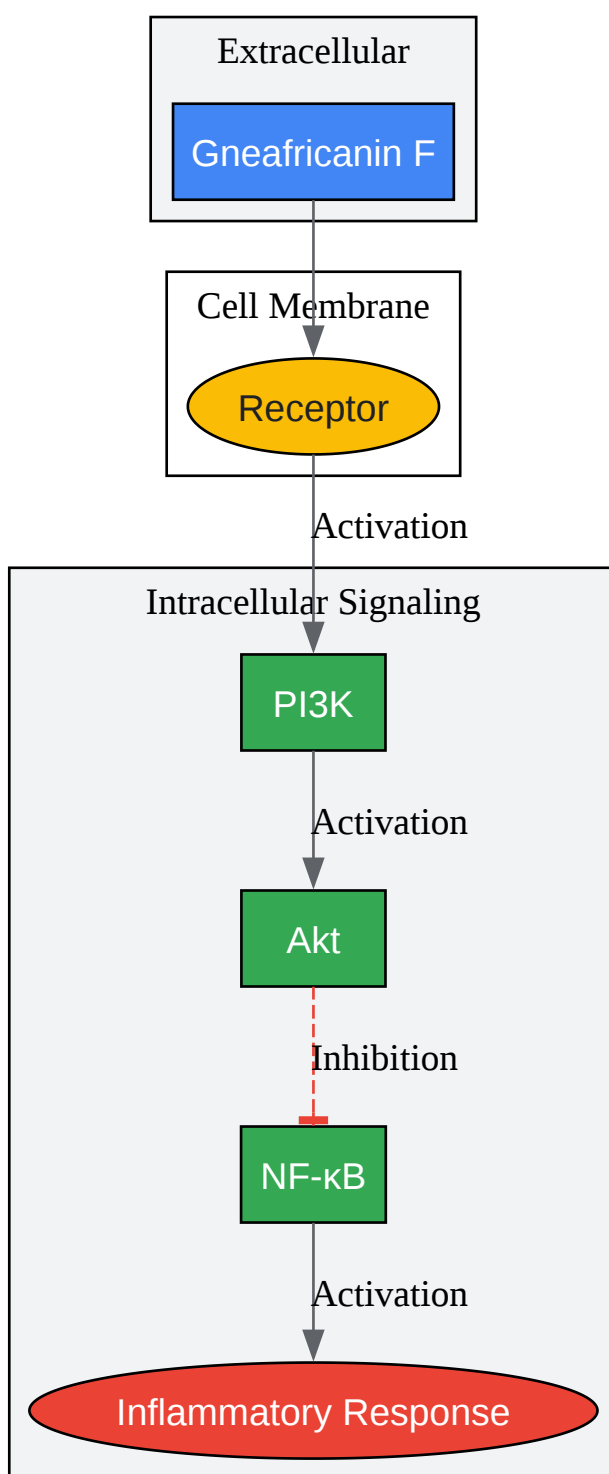 Extracellular
Gneafricanin F
Cell Membrane
Receptor
Activation
Intracellular Signaling
PI3K
Activation
Akt
Inhibition
NF-κB
Activation
Inflammatory Response